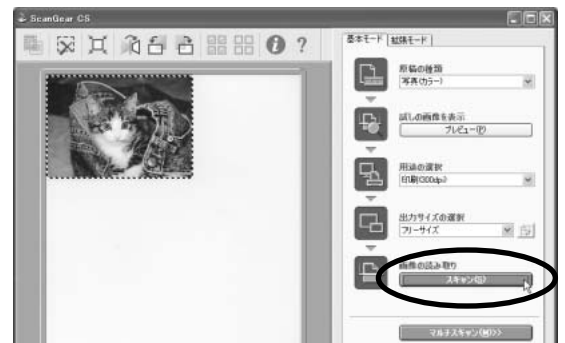 ScanGear CS
基本モード 拡張モード
原稿の種類
写真(カラー)
試しの画像を表示
プレビュー(P)
用途の選択
印刷(300dpi)
出力サイズの選択
フリーサイズ
画像の読み取り
スキャン(S)
マルチスキャン(M)>>